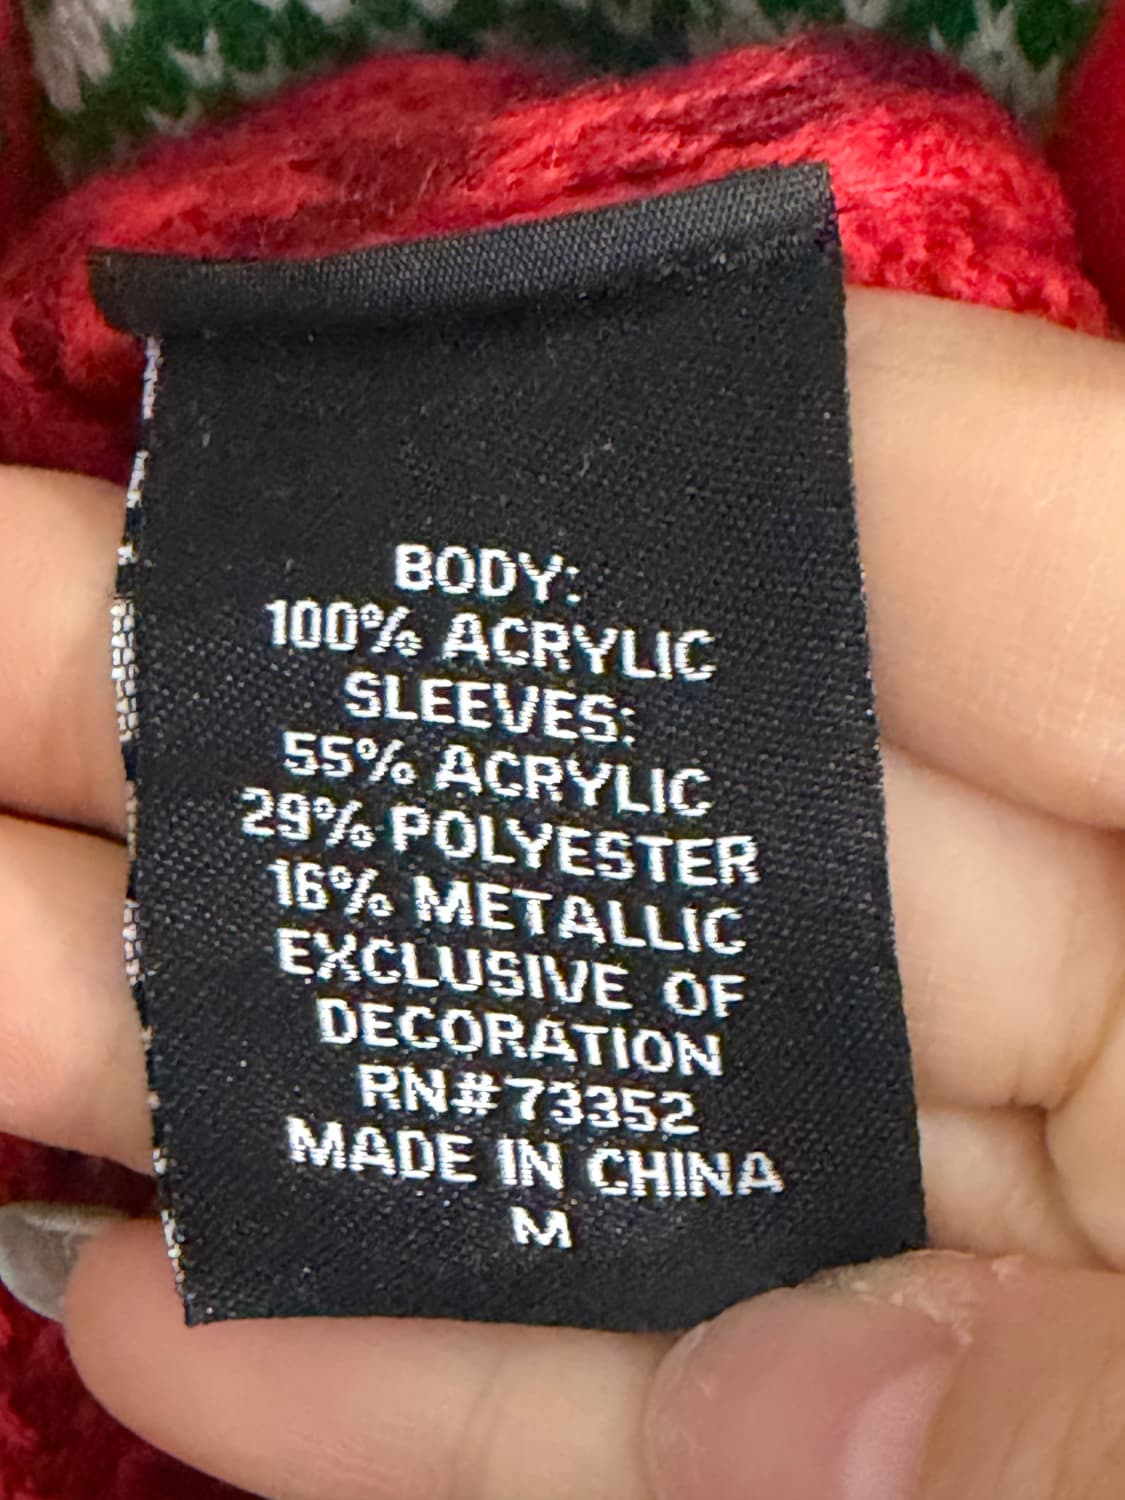 BODY:
100% ACRYLIC
SLEEVES:
55% ACRYLIC
29% POLYESTER
16% METALLIC
EXCLUSIVE OF
DECORATION
RN#73352
MADE IN CHINA
M